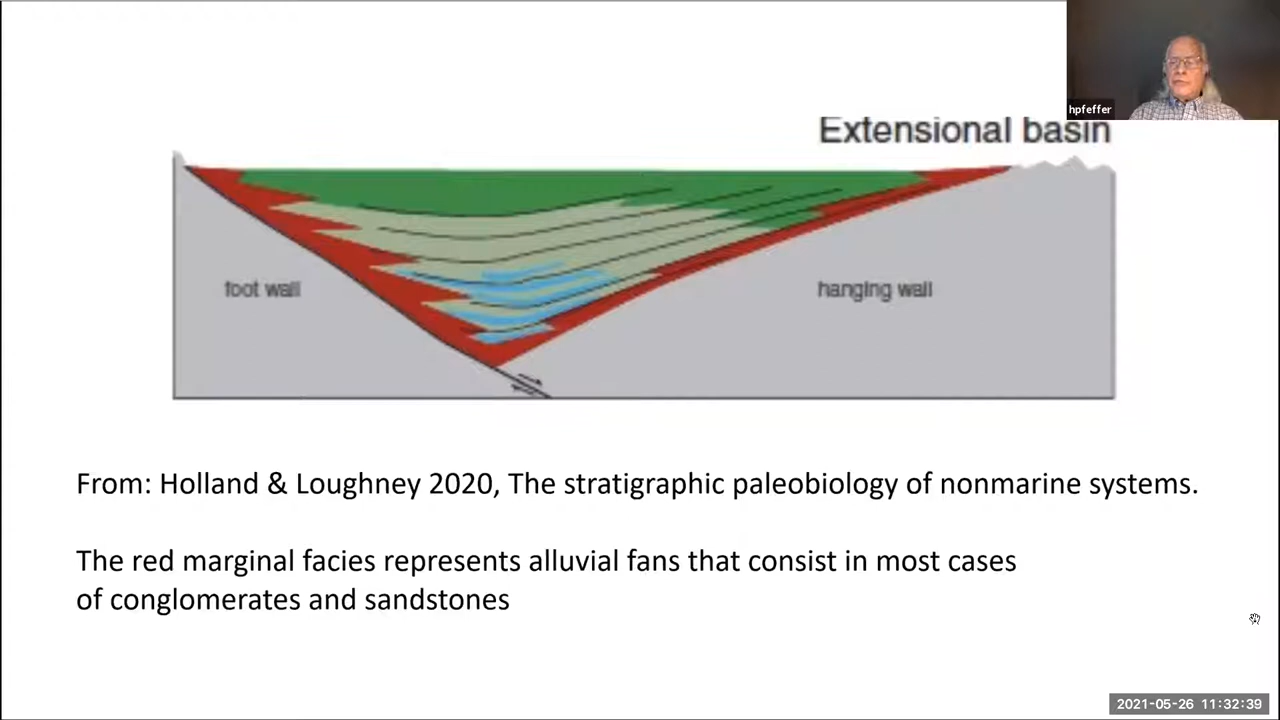 hpfeffer
Extensional basin
foot wall
hanging wall
From: Holland & Loughney 2020, The stratigraphic paleobiology of nonmarine systems.
The red marginal facies represents alluvial fans that consist in most cases
of conglomerates and sandstones
2021-05-26 11:32:39